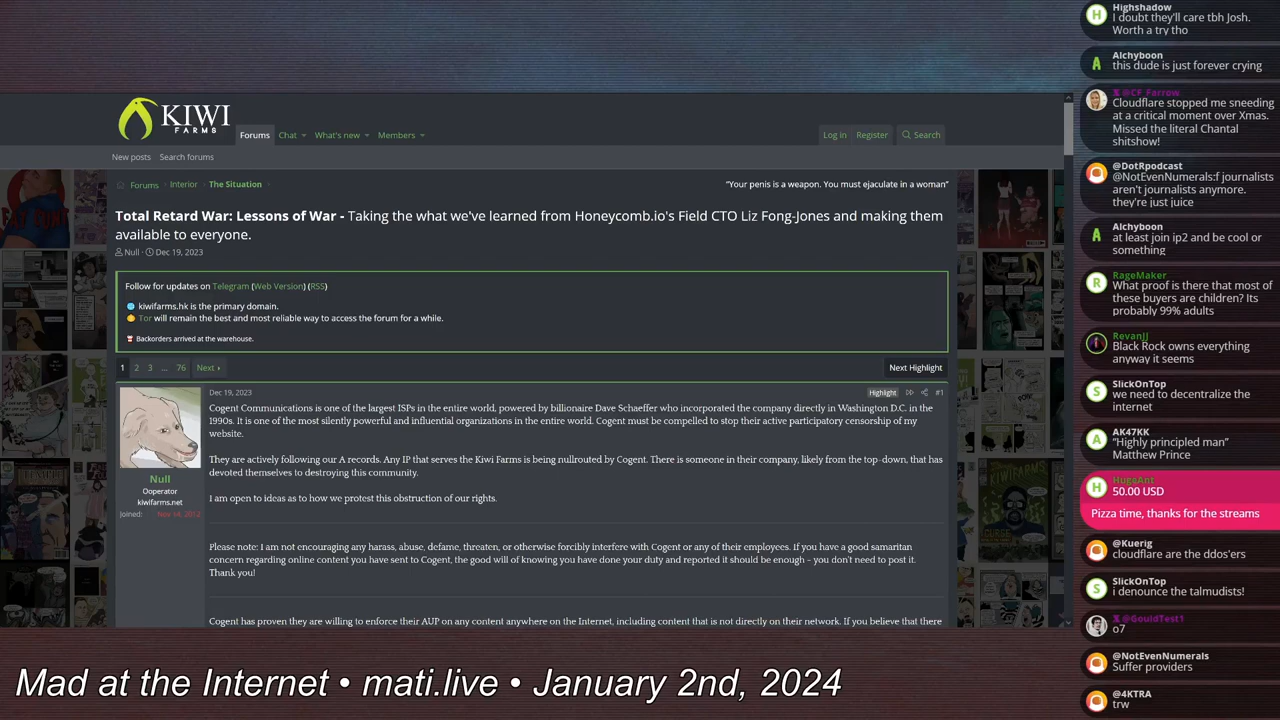 KIWI
FARMS
Forums
Chat
What's new
Members
Log in
Register
Search
New posts
Search forums
Forums
Interior
The Situation
"Your penis is a weapon. You must ejaculate in a woman"
Total Retard War: Lessons of War - Taking the what we've learned from Honeycomb.io's Field CTO Liz Fong-Jones and making them
available to everyone.
Null
Dec 19, 2023
Follow for updates on Telegram (Web Version) (RSS)
kiwifarms.hk is the primary domain.
Tor will remain the best and most reliable way to access the forum for a while.
Backorders arrived at the warehouse.
1 2 3 ... 76 Next
Next Highlight
Dec 19, 2023
Highlight
#1
Null
Ooperator
kiwifarms.net
Joined: Nov 14, 2012
Cogent Communications is one of the largest ISPs in the entire world, powered by billionaire Dave Schaeffer who incorporated the company directly in Washington D.C. in the
1990s. It is one of the most silently powerful and influential organizations in the entire world. Cogent must be compelled to stop their active participatory censorship of my
website.
They are actively following our A records. Any IP that serves the Kiwi Farms is being nullrouted by Cogent. There is someone in their company, likely from the top-down, that has
devoted themselves to destroying this community.
I am open to ideas as to how we protest this obstruction of our rights.
Please note: I am not encouraging any harass, abuse, defame, threaten, or otherwise forcibly interfere with Cogent or any of their employees. If you have a good samaritan
concern regarding online content you have sent to Cogent, the good will of knowing you have done your duty and reported it should be enough - you don't need to post it.
Thank you!
Cogent has proven they are willing to enforce their AUP on any content anywhere on the Internet, including content that is not directly on their network. If you believe that there
Highshadow
I doubt they'll care tbh Josh.
Worth a try tho
Alchyboon
this dude is just forever crying
@CF_Farrow
Cloudflare stopped me sneeding
at a critical moment over Xmas.
Missed the literal Chantal
shitshow!
@DotRpodcast
@NotEvenNumerals:f journalists
aren't journalists anymore.
they're just juice
Alchyboon
at least join ip2 and be cool or
something
RageMaker
What proof is there that most of
these buyers are children? Its
probably 99% adults
RevanJJ
Black Rock owns everything
anyway it seems
SlickOnTop
we need to decentralize the
internet
AK47KK
“Highly principled man”
Matthew Prince
HugeAnt
50.00 USD
Pizza time, thanks for the streams
@Kuerig
cloudflare are the ddos'ers
SlickOnTop
i denounce the talmudists!
@GouldTest1
o7
@NotEvenNumerals
Suffer providers
@4KTRA
trw
Mad at the Internet • mati.live • January 2nd, 2024